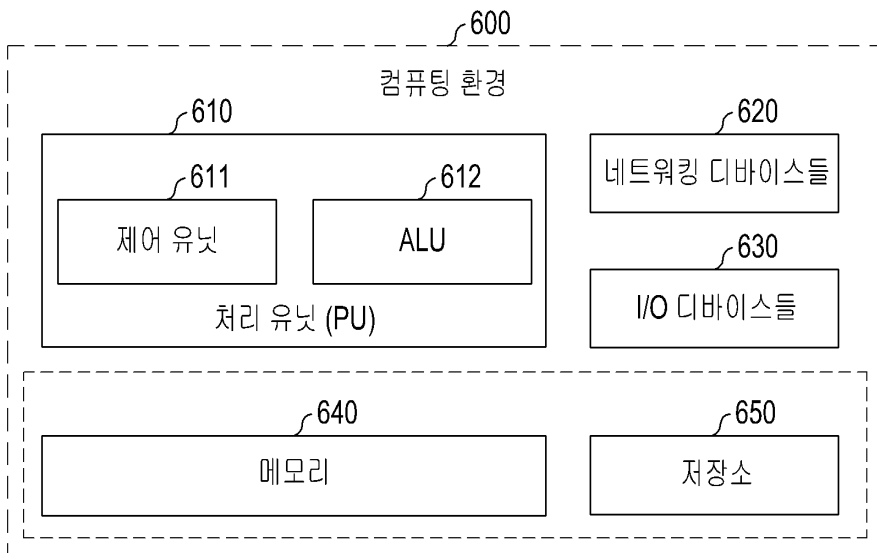 600
컴퓨팅 환경
610
620
611
612
네트워킹 디바이스들
제어 유닛
ALU
630
처리 유닛 (PU)
I/O 디바이스들
640
650
메모리
저장소